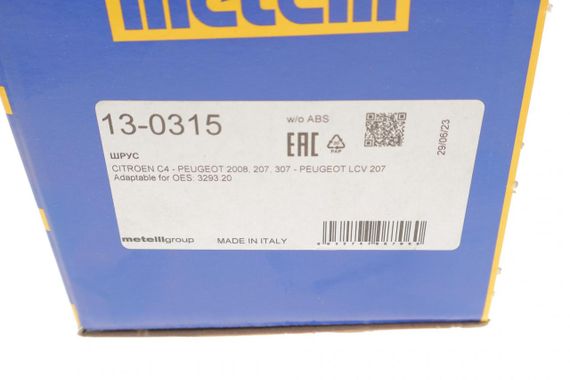 metelli
13-0315
w/o ABS
EAC
PAP
29/06/23
ШРУС
CITROEN C4 - PEUGEOT 2008, 207, 307 - PEUGEOT LCV 207
Adaptable for OES: 3293.20
metelligroup
MADE IN ITALY